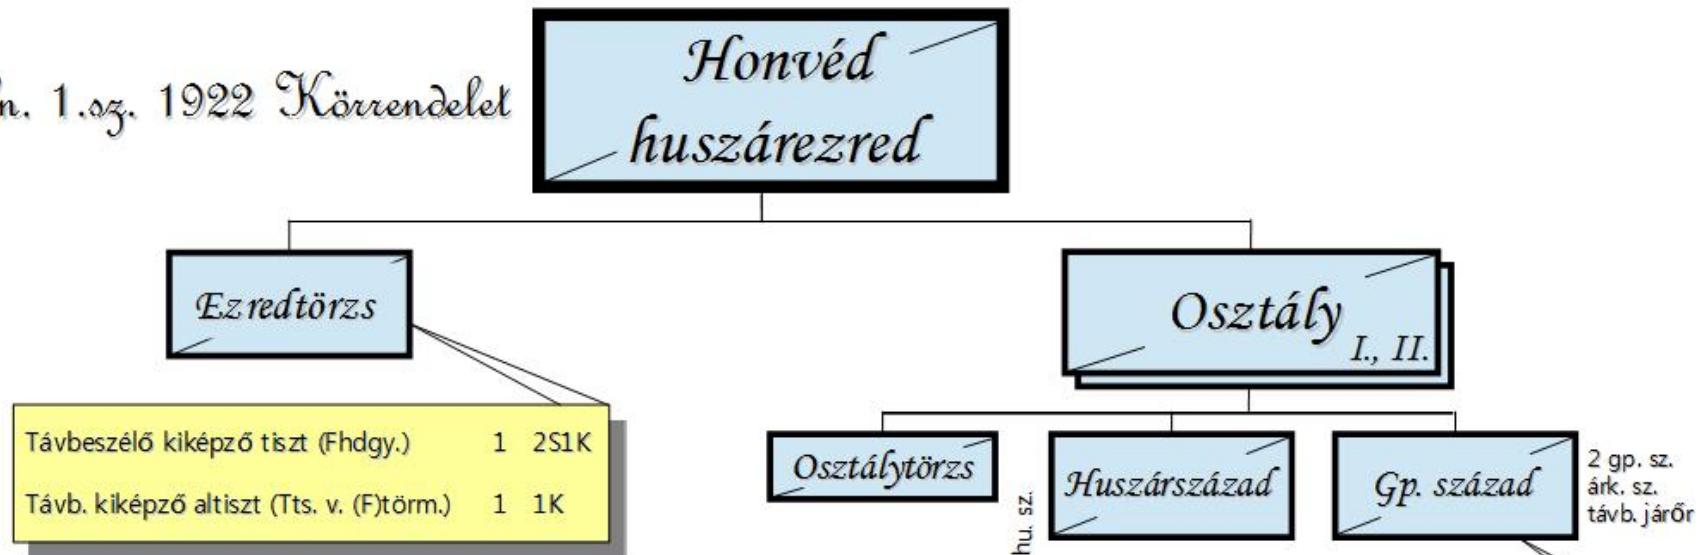 1.sz. 1922 Körrendelet
Honvéd
huszárezred
Ezredtörzs
Osztály
I., II.
Távbeszélő kiképző tiszt (Fhdgy.) 1 2S1K
Távb. kiképző altiszt (Tts. v. (F)törm.) 1 1K
Osztálytörzs
hu. sz.
Huszárszázad
Gp. század
2 gp. sz.
árk. sz.
távb. járőr